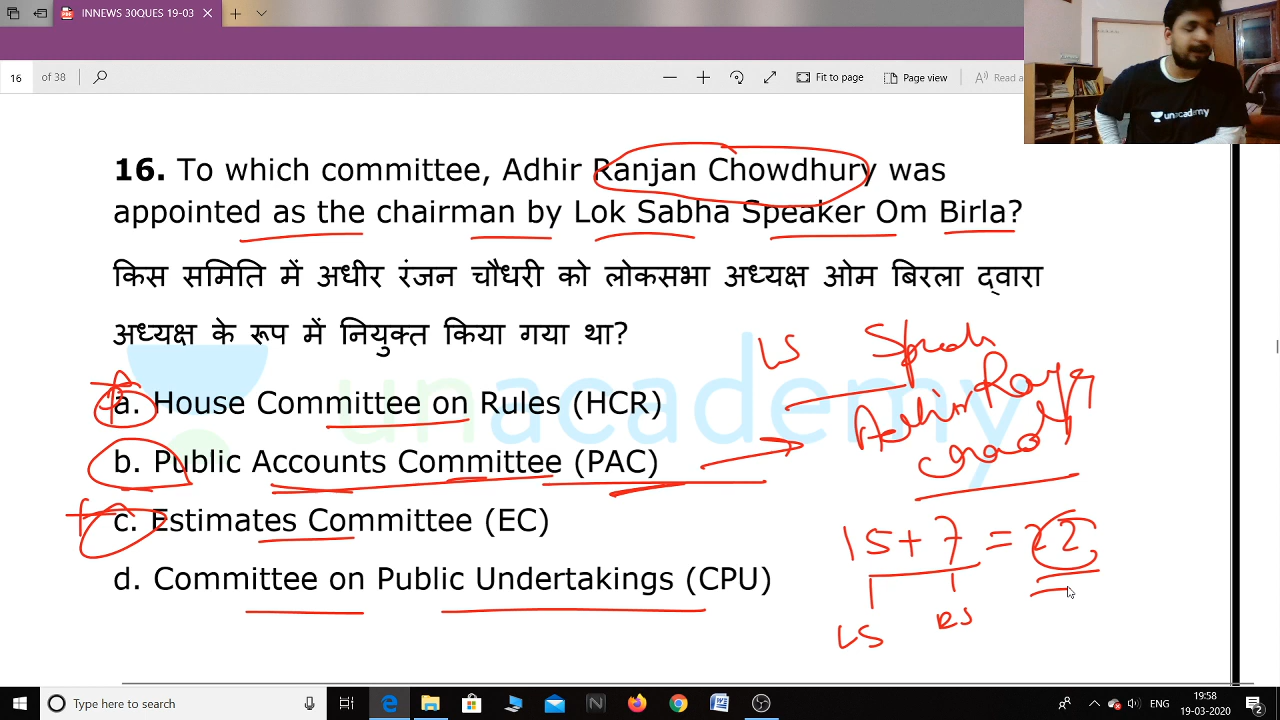 INNEWS 30QUES 19-03
16 of 38
Fit to page
Page view
Read a
unacademy
16. To which committee, Adhir Ranjan Chowdhury was
appointed as the chairman by Lok Sabha Speaker Om Birla?
किस समिति में अधीर रंजन चौधरी को लोकसभा अध्यक्ष ओम बिरला द्वारा
अध्यक्ष के रूप में नियुक्त किया गया था?
LS
unacademy
a. House Committee on Rules (HCR)
b. Public Accounts Committee (PAC)
c. Estimates Committee (EC)
d. Committee on Public Undertakings (CPU)
Adhir
15+7 = 22
LS RS
Type here to search
ENG
19:58
19-03-2020
2